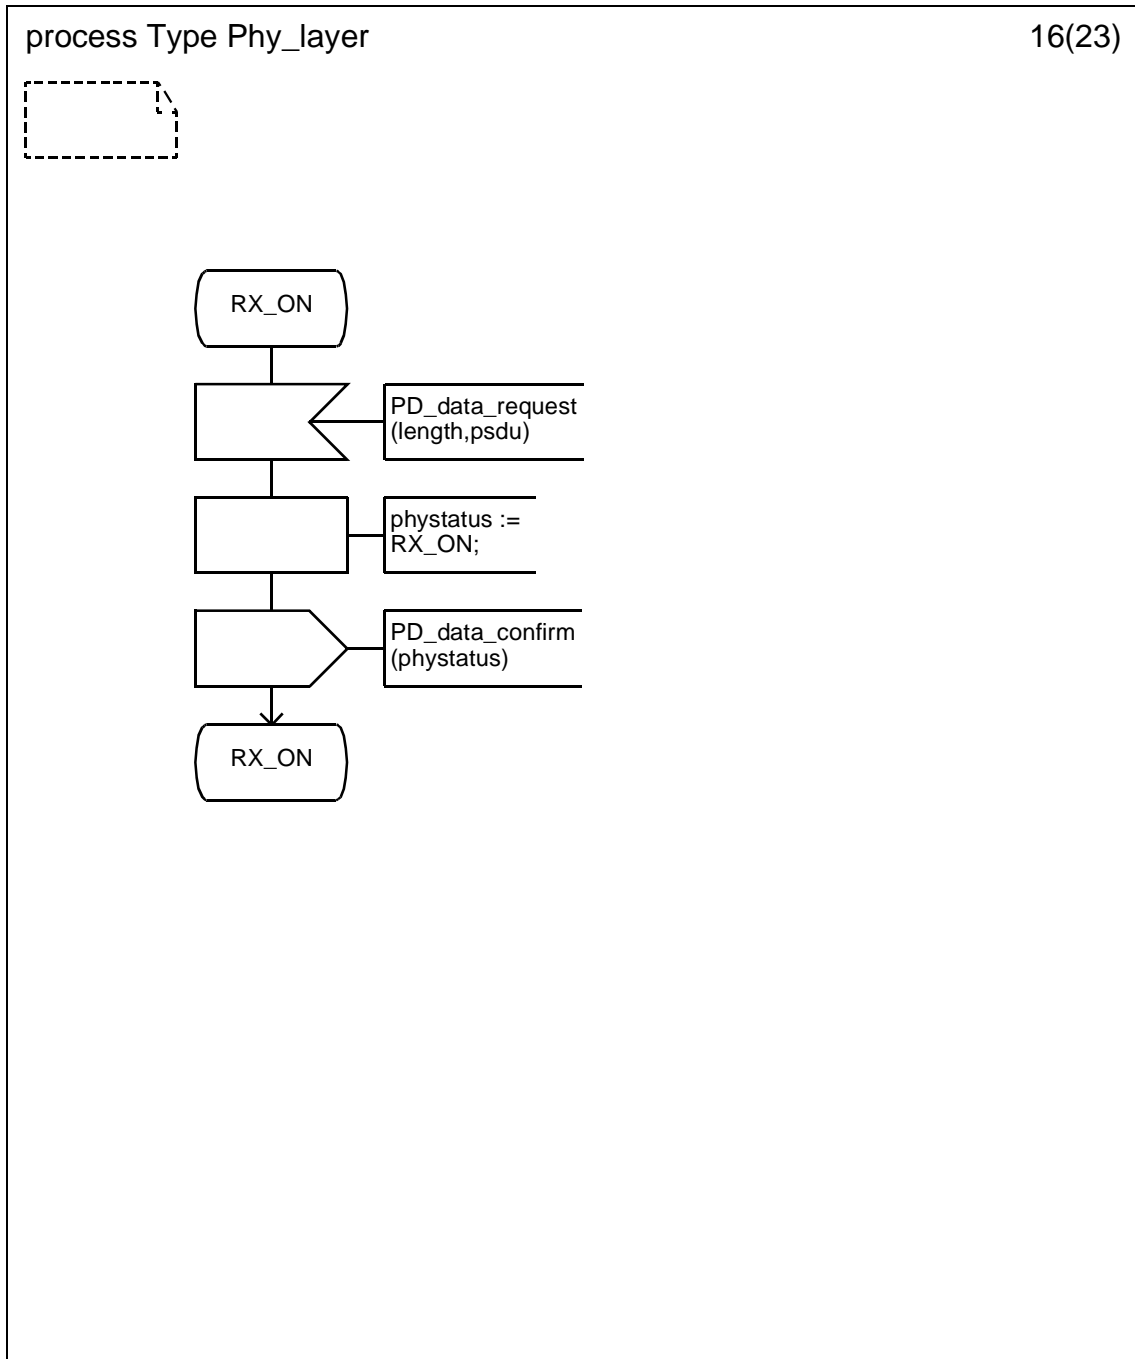 process Type Phy_layer 16(23)
RX_ON
PD_data_request
(length,psdu)
phystatus :=
RX_ON;
PD_data_confirm
(phystatus)
RX_ON